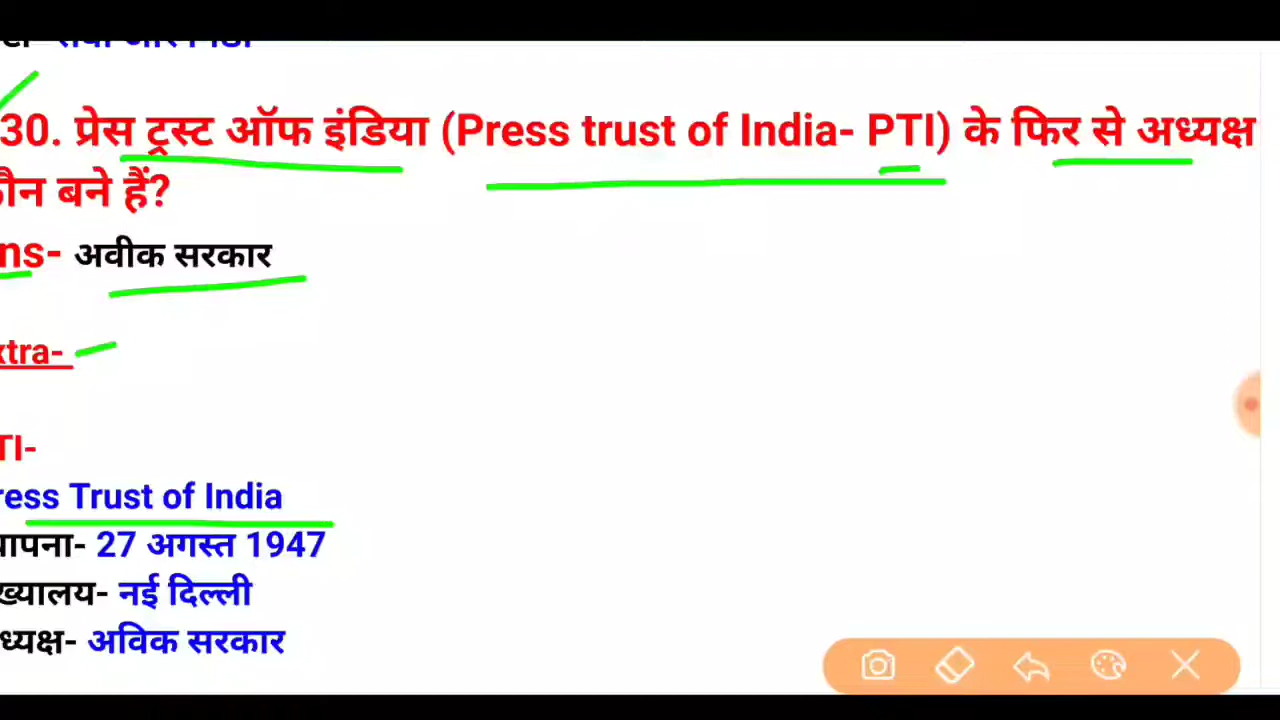 30. प्रेस ट्रस्ट ऑफ इंडिया (Press trust of India- PTI) के फिर से अध्यक्ष
कौन बने हैं?
ns- अवीक सरकार
xtra-
TI-
ress Trust of India
थापना- 27 अगस्त 1947
ख्यालय- नई दिल्ली
ध्यक्ष- अविक सरकार